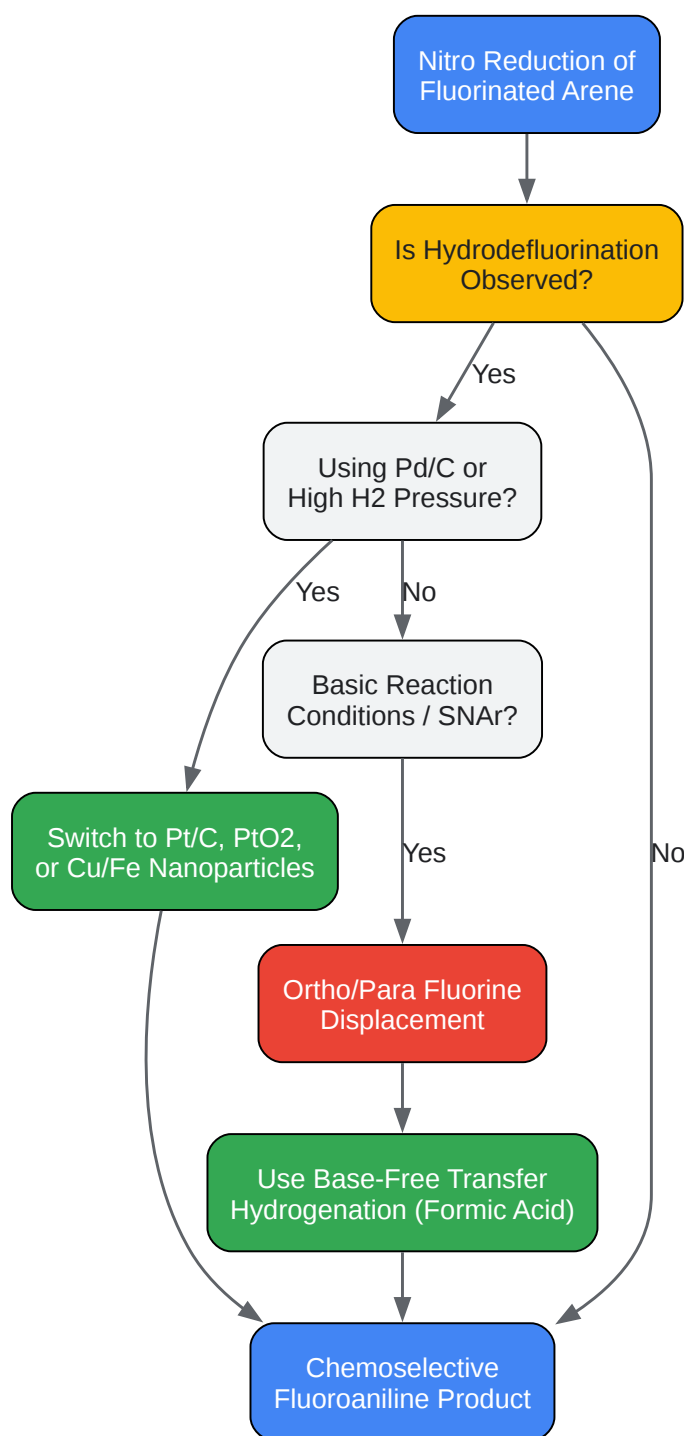 Nitro Reduction of
Fluorinated Arene
Is Hydrodefluorination
Observed?
Yes
Using Pd/C or
High H2 Pressure?
Yes
No
Basic Reaction
Conditions / SNAr?
Switch to Pt/C, PtO2,
or Cu/Fe Nanoparticles
Yes
No
Ortho/Para Fluorine
Displacement
Use Base-Free Transfer
Hydrogenation (Formic Acid)
Chemoselective
Fluoroaniline Product